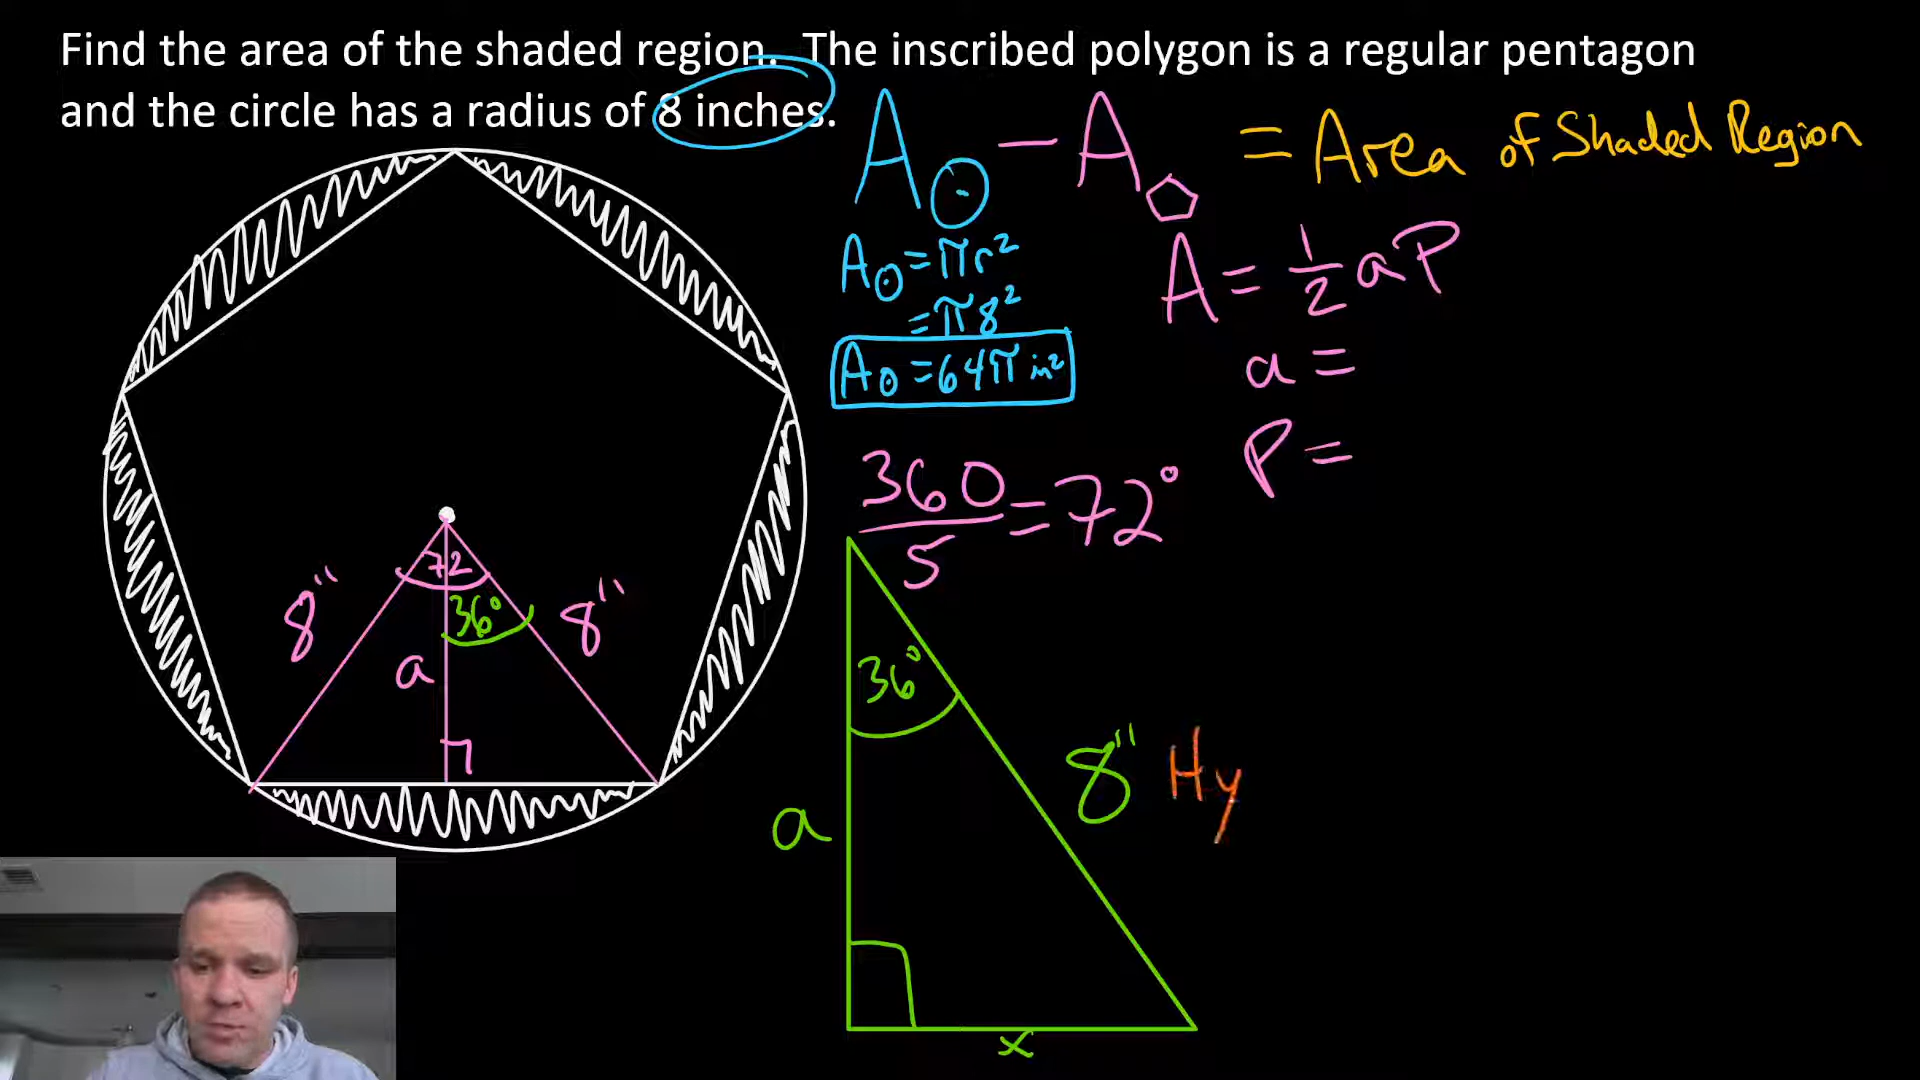 Find the area of the shaded region. The inscribed polygon is a regular pentagon
and the circle has a radius of 8 inches.
A⊙ - A⬠ = Area of Shaded Region
A⊙ = πr²
= π8²
A⊙ = 64π in²
A = 1/2 aP
a =
P =
360/5 = 72°
72
36°
8"
8"
a
36°
8" Hy
a
x